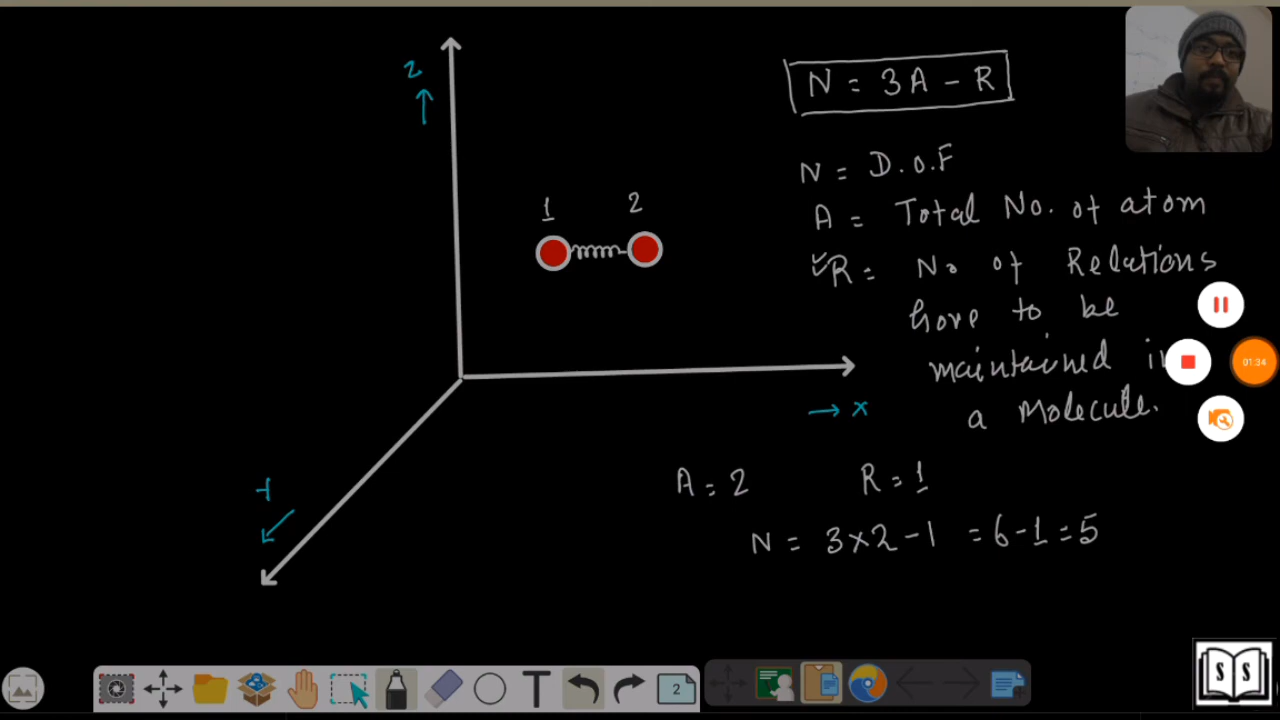 z
N = 3A - R
N = D.O.F
1 2
A = Total No. of atom
R = No of Relations
have to be
maintained in
01:34
a Molecule.
x
A = 2 R = 1
N = 3×2-1 = 6-1 = 5
T
2
S S